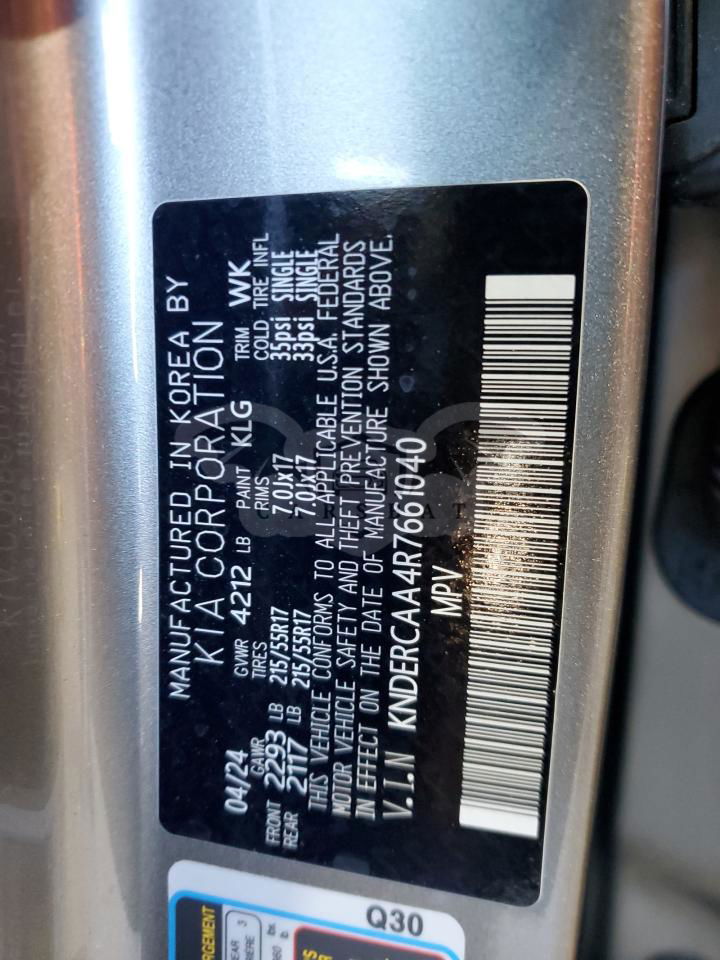 MANUFACTURED IN KOREA BY
KIA CORPORATION
04/24 GVWR 4212 LB PAINT KLG TRIM WK
GAWR TIRES RIMS COLD TIRE INFL
FRONT 2293 LB 215/55R17 7.0Jx17 35psi SINGLE
REAR 2117 LB 215/55R17 7.0Jx17 33psi SINGLE
THIS VEHICLE CONFORMS TO ALL APPLICABLE U.S.A. FEDERAL
MOTOR VEHICLE SAFETY AND THEFT PREVENTION STANDARDS
IN EFFECT ON THE DATE OF MANUFACTURE SHOWN ABOVE.
V.I.N KNDERCAA4R7661040
MPV
Q30